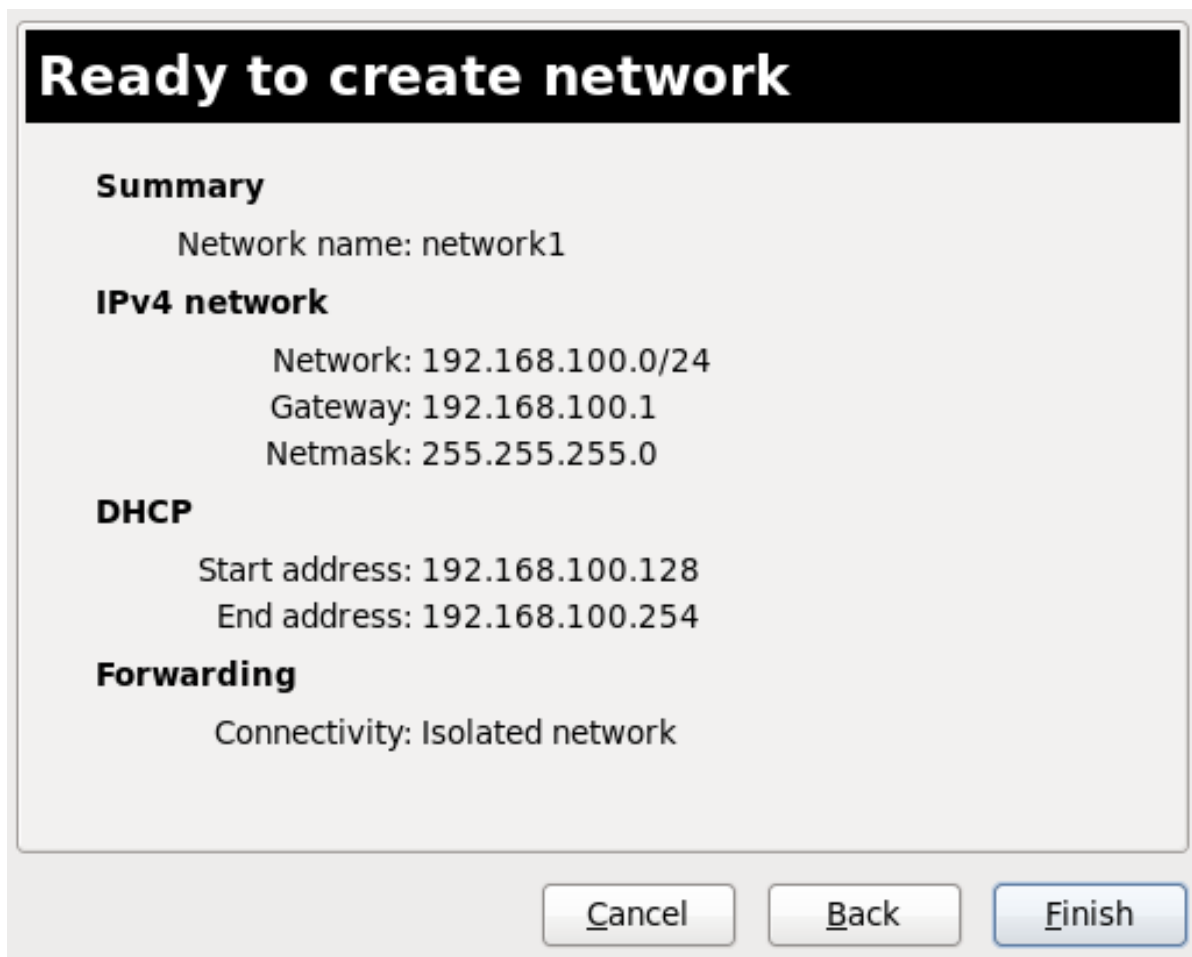 Ready to create network
Summary
Network name: network1
IPv4 network
Network: 192.168.100.0/24
Gateway: 192.168.100.1
Netmask: 255.255.255.0
DHCP
Start address: 192.168.100.128
End address: 192.168.100.254
Forwarding
Connectivity: Isolated network
Cancel Back Finish